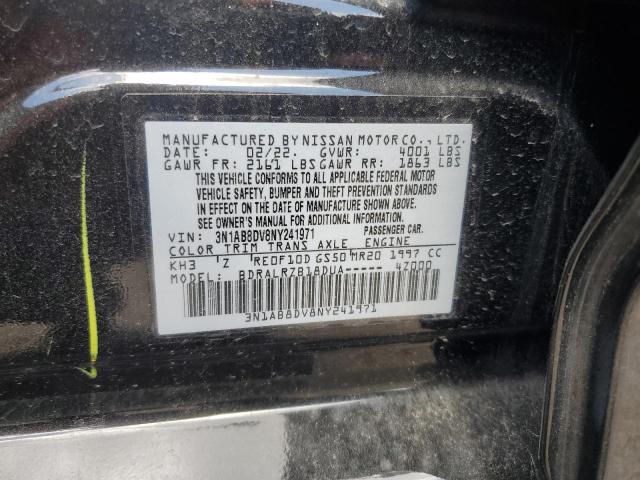 MANUFACTURED BY NISSAN MOTOR CO., LTD.
DATE: 02/22. GVWR: 4001 LBS
GAWR FR: 2161 LBS GAWR RR: 1863 LBS
THIS VEHICLE CONFORMS TO ALL APPLICABLE FEDERAL MOTOR
VEHICLE SAFETY, BUMPER AND THEFT PREVENTION STANDARDS
IN EFFECT ON THE DATE OF MANUFACTURE SHOWN ABOVE.
SEE OWNER'S MANUAL FOR ADDITIONAL INFORMATION.
VIN: 3N1AB8DV8NY241971 PASSENGER CAR.
COLOR TRIM TRANS AXLE ENGINE
KH3 'Z RE0F10D GS50 MR20 1997 CC
MODEL: BDRALRZB18DUA----- 4Z000
3N1AB8DV8NY241971